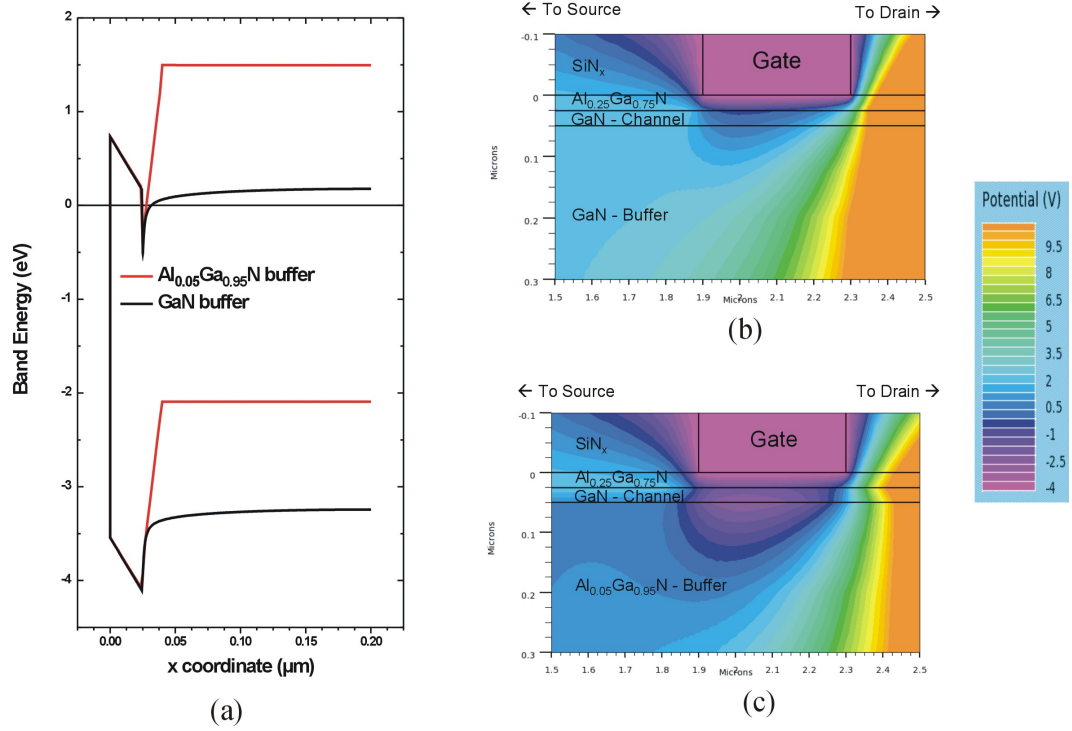 2
1
0
-1
-2
-3
-4
Band Energy (eV)
Al0.05Ga0.95N buffer
GaN buffer
0.00
0.05
0.10
0.15
0.20
x coordinate (µm)
(a)
← To Source
To Drain →
-0.1
0
0.1
0.2
0.3
Microns
SiNx
Gate
Al0.25Ga0.75N
GaN - Channel
GaN - Buffer
1.5 1.6 1.7 1.8 1.9 2 2.1 2.2 2.3 2.4 2.5
Microns
(b)
← To Source
To Drain →
-0.1
0
0.1
0.2
0.3
Microns
SiNx
Gate
Al0.25Ga0.75N
GaN - Channel
Al0.05Ga0.95N - Buffer
1.5 1.6 1.7 1.8 1.9 2 2.1 2.2 2.3 2.4 2.5
Microns
(c)
Potential (V)
9.5
8
6.5
5
3.5
2
0.5
-1
-2.5
-4